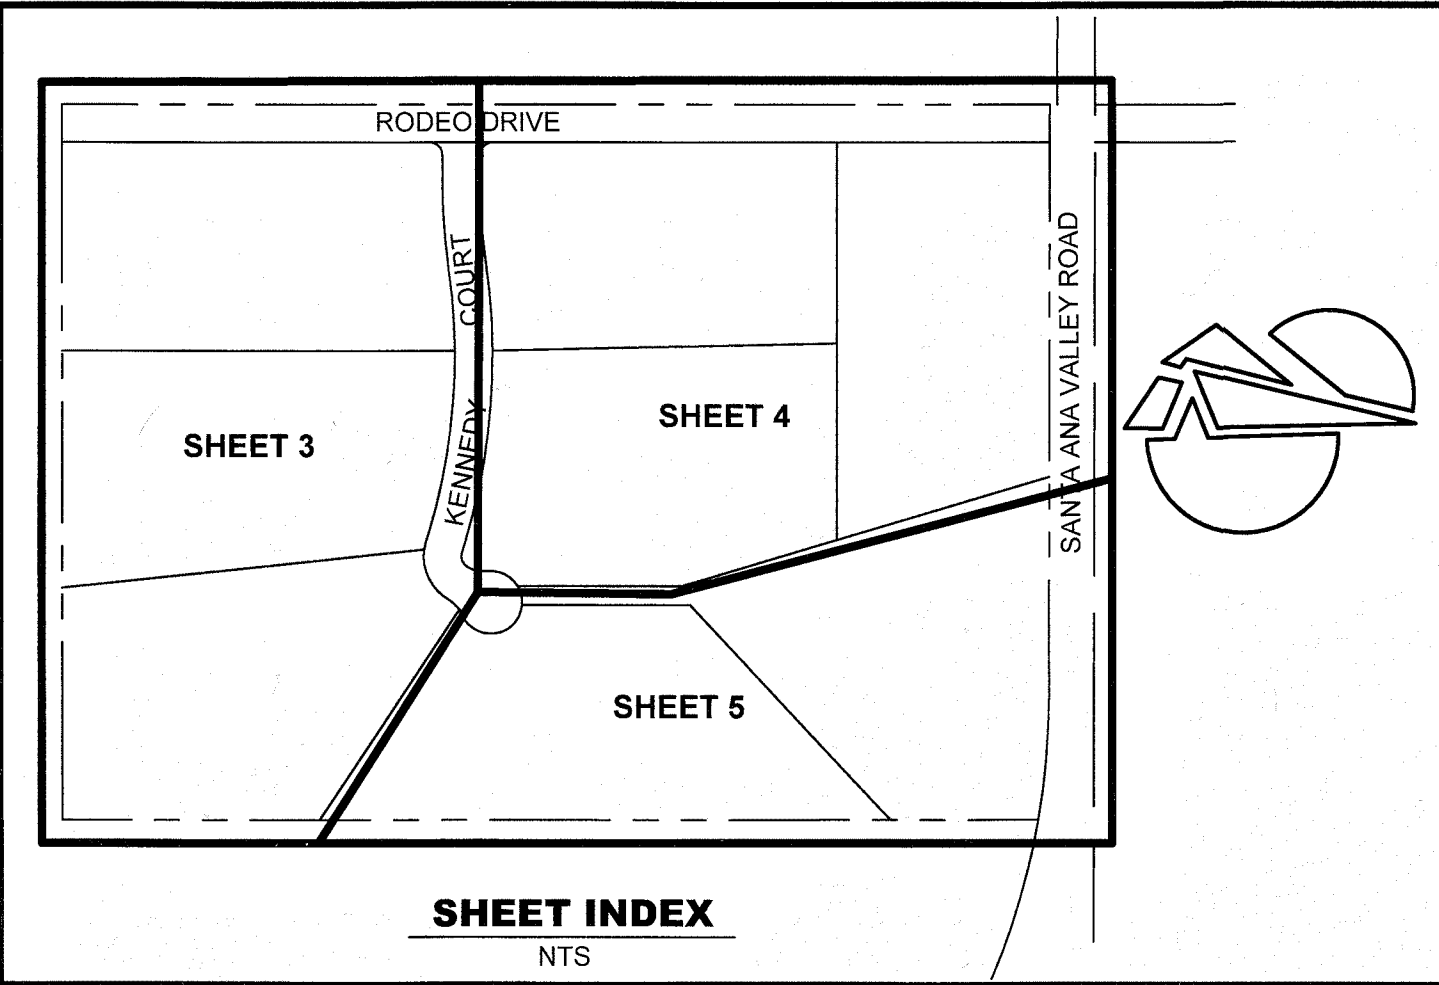 RODEO DRIVE
KENNEDY COURT
SANTA ANA VALLEY ROAD
SHEET 3
SHEET 4
SHEET 5
SHEET INDEX
NTS